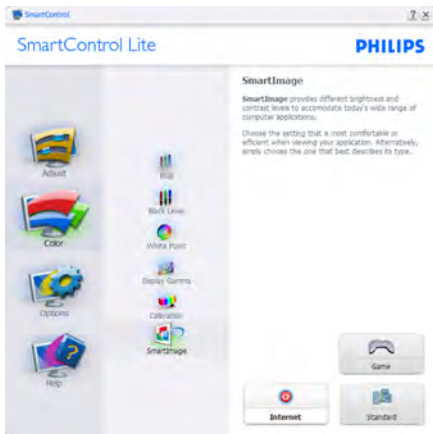 SmartControl
? ×
SmartControl Lite
PHILIPS
SmartImage
SmartImage provides different brightness and
contrast levels to accomodate today's wide range of
computer applications.
Choose the setting that is most comfortable or
efficient when viewing your application. Alternatively,
simply choose the one that best describes its type.
Adjust
Color
Options
Help
RGB
Black Level
White Point
Display Gamma
Calibration
SmartImage
Game
Internet
Standard